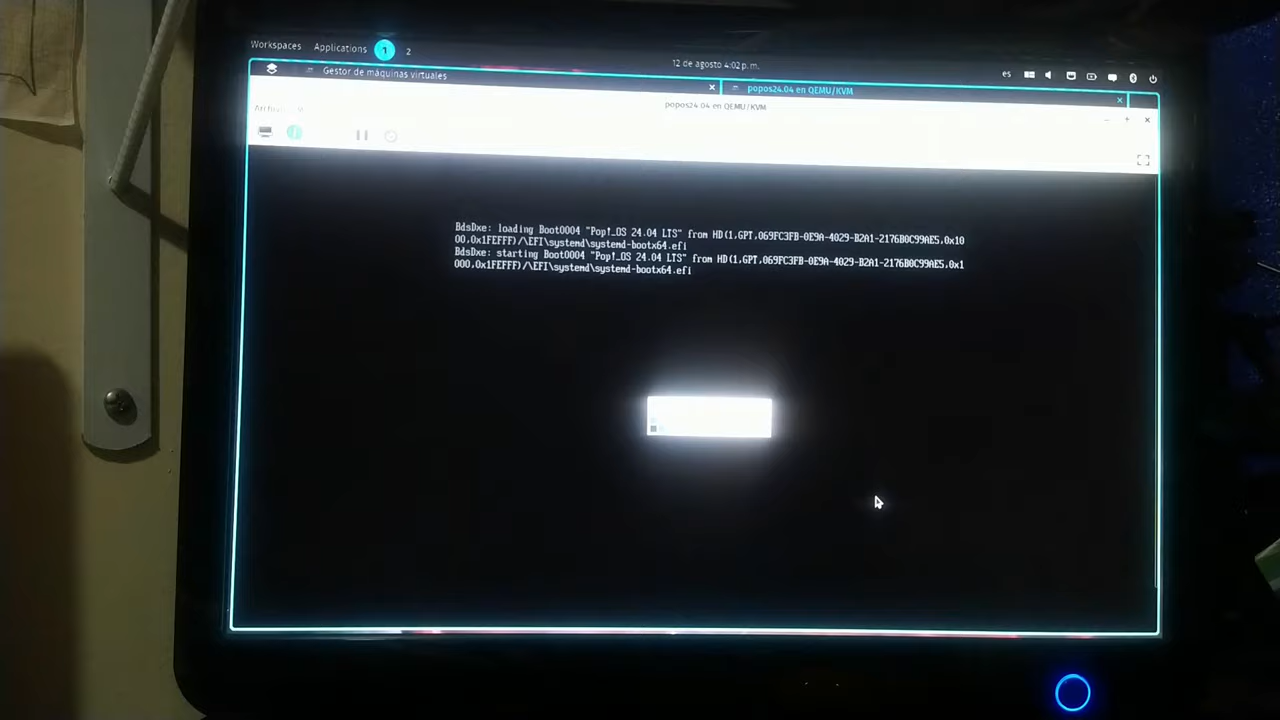 Workspaces Applications 1 2
12 de agosto 4:02 p.m.
es
Gestor de máquinas virtuales
popos24.04 en QEMU/KVM
popos24.04 en QEMU/KVM
BdsDxe: loading Boot0004 "Pop!_OS 24.04 LTS" from HD(1,GPT,069FC3FB-0E9A-4029-B2A1-2176B0C99AE5,0x10
00,0x1FEFFF)/\EFI\systemd\systemd-bootx64.efi
BdsDxe: starting Boot0004 "Pop!_OS 24.04 LTS" from HD(1,GPT,069FC3FB-0E9A-4029-B2A1-2176B0C99AE5,0x1
000,0x1FEFFF)/\EFI\systemd\systemd-bootx64.efi